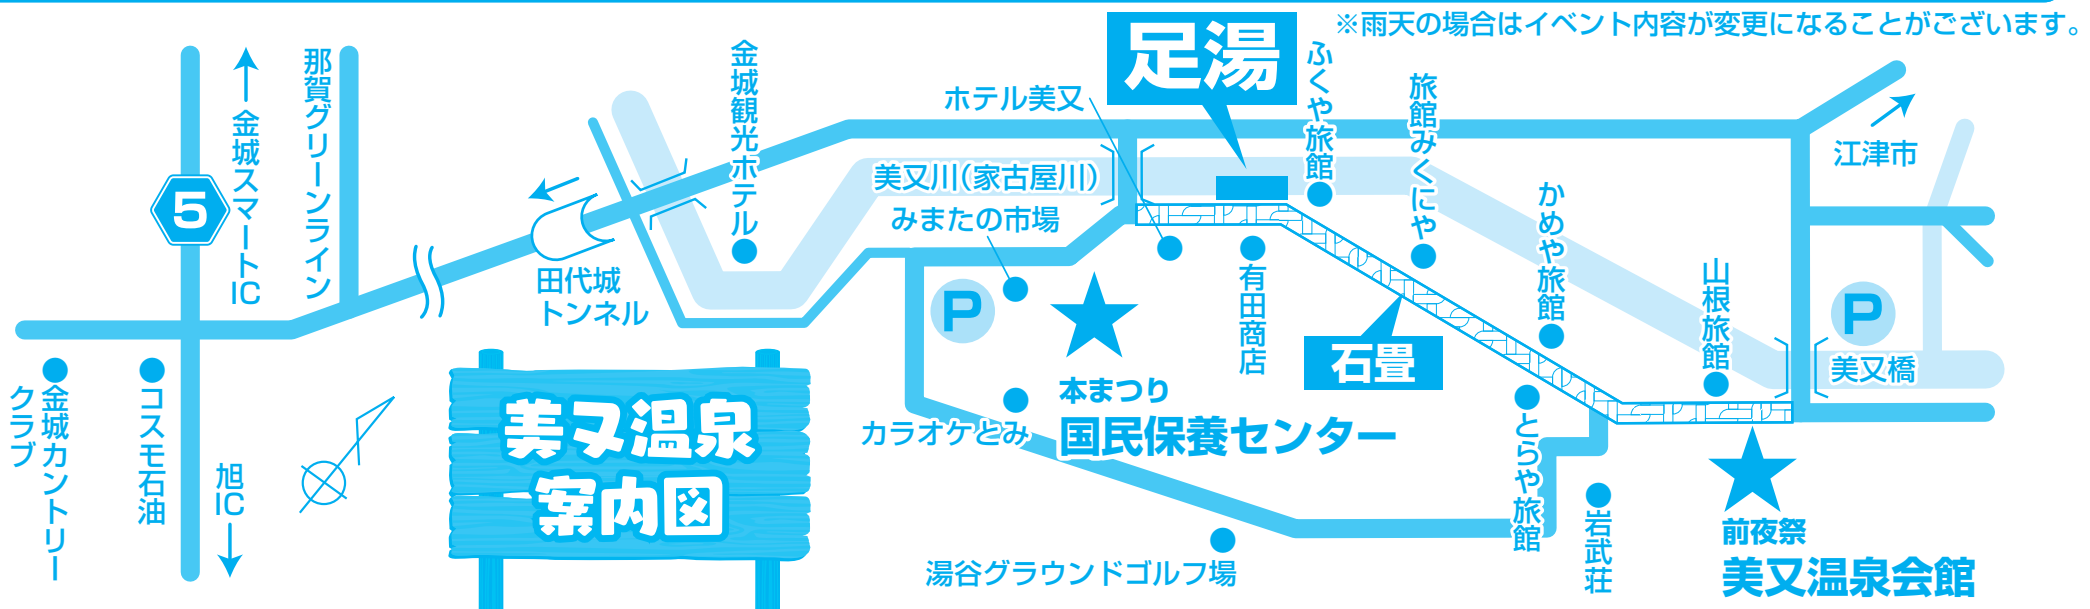 ※雨天の場合はイベント内容が変更になることがございます。
金城スマートIC
那賀グリーンライン
5
旭IC
金城カントリー
クラブ
コスモ石油
田代城
トンネル
金城観光ホテル
美又温泉
案内図
ホテル美又
足湯
美又川(家古屋川)
みまたの市場
P
カラオケとみ
本まつり
国民保養センター
有田商店
石畳
ふくや旅館
旅館みくにや
かめや旅館
山根旅館
とらや旅館
岩武荘
湯谷グラウンドゴルフ場
前夜祭
美又温泉会館
江津市
P
美又橋